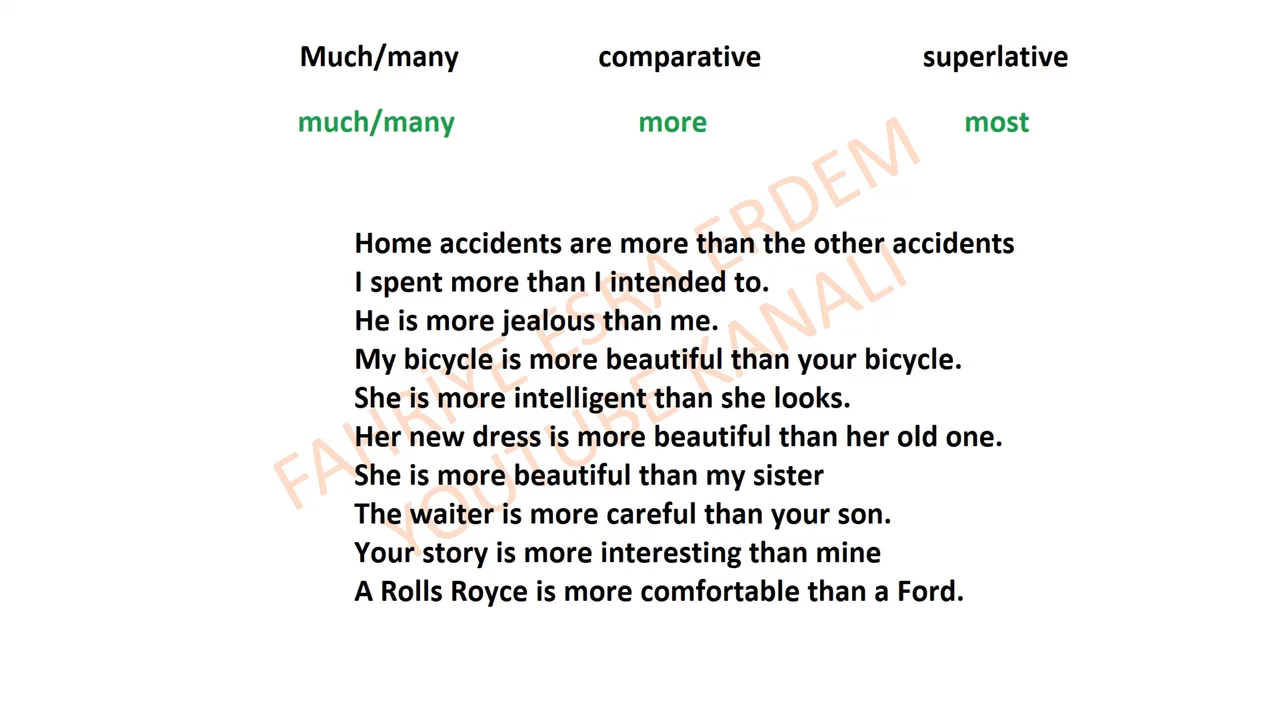 Much/many comparative superlative
much/many more most
Home accidents are more than the other accidents
I spent more than I intended to.
He is more jealous than me.
My bicycle is more beautiful than your bicycle.
She is more intelligent than she looks.
Her new dress is more beautiful than her old one.
She is more beautiful than my sister
The waiter is more careful than your son.
Your story is more interesting than mine
A Rolls Royce is more comfortable than a Ford.
FAHRİYE ESRA ERDEM
YOUTUBE KANALI